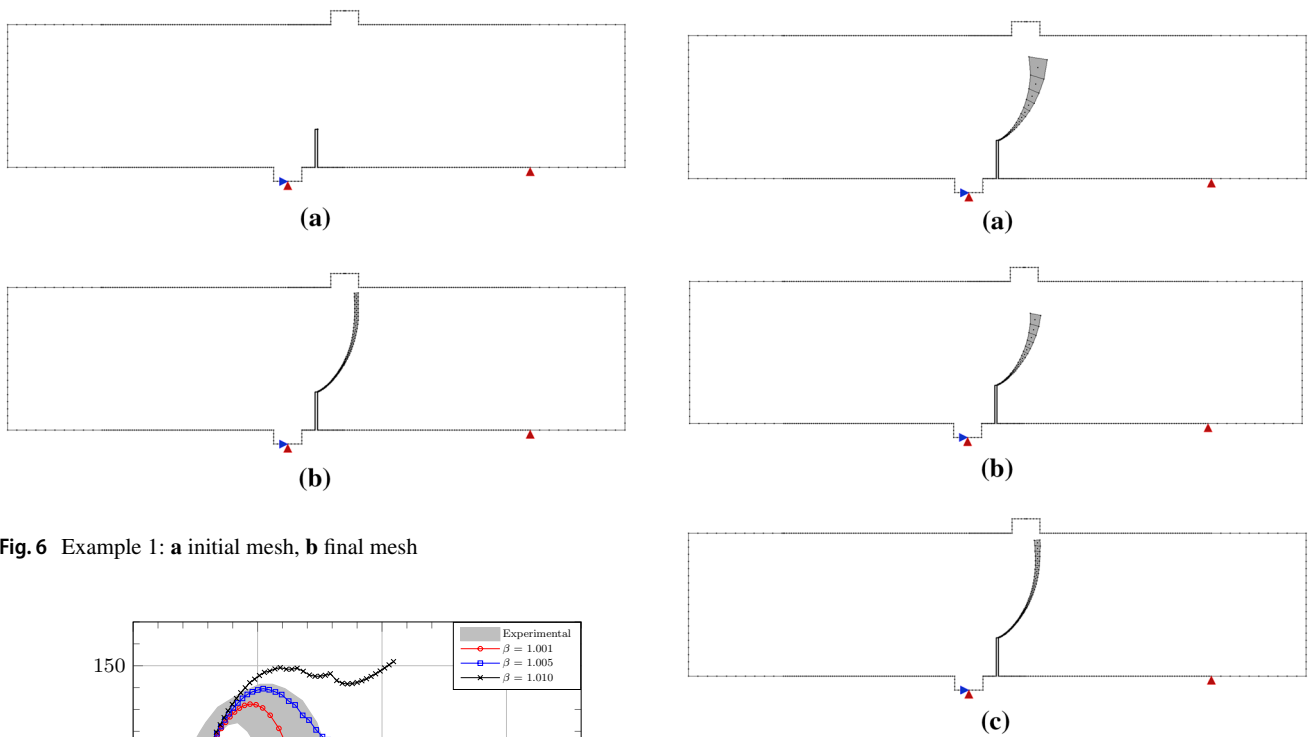 (a)
(b)
Fig. 6 Example 1: a initial mesh, b final mesh
150
Experimental
β = 1.001
β = 1.005
β = 1.010
(a)
(b)
(c)